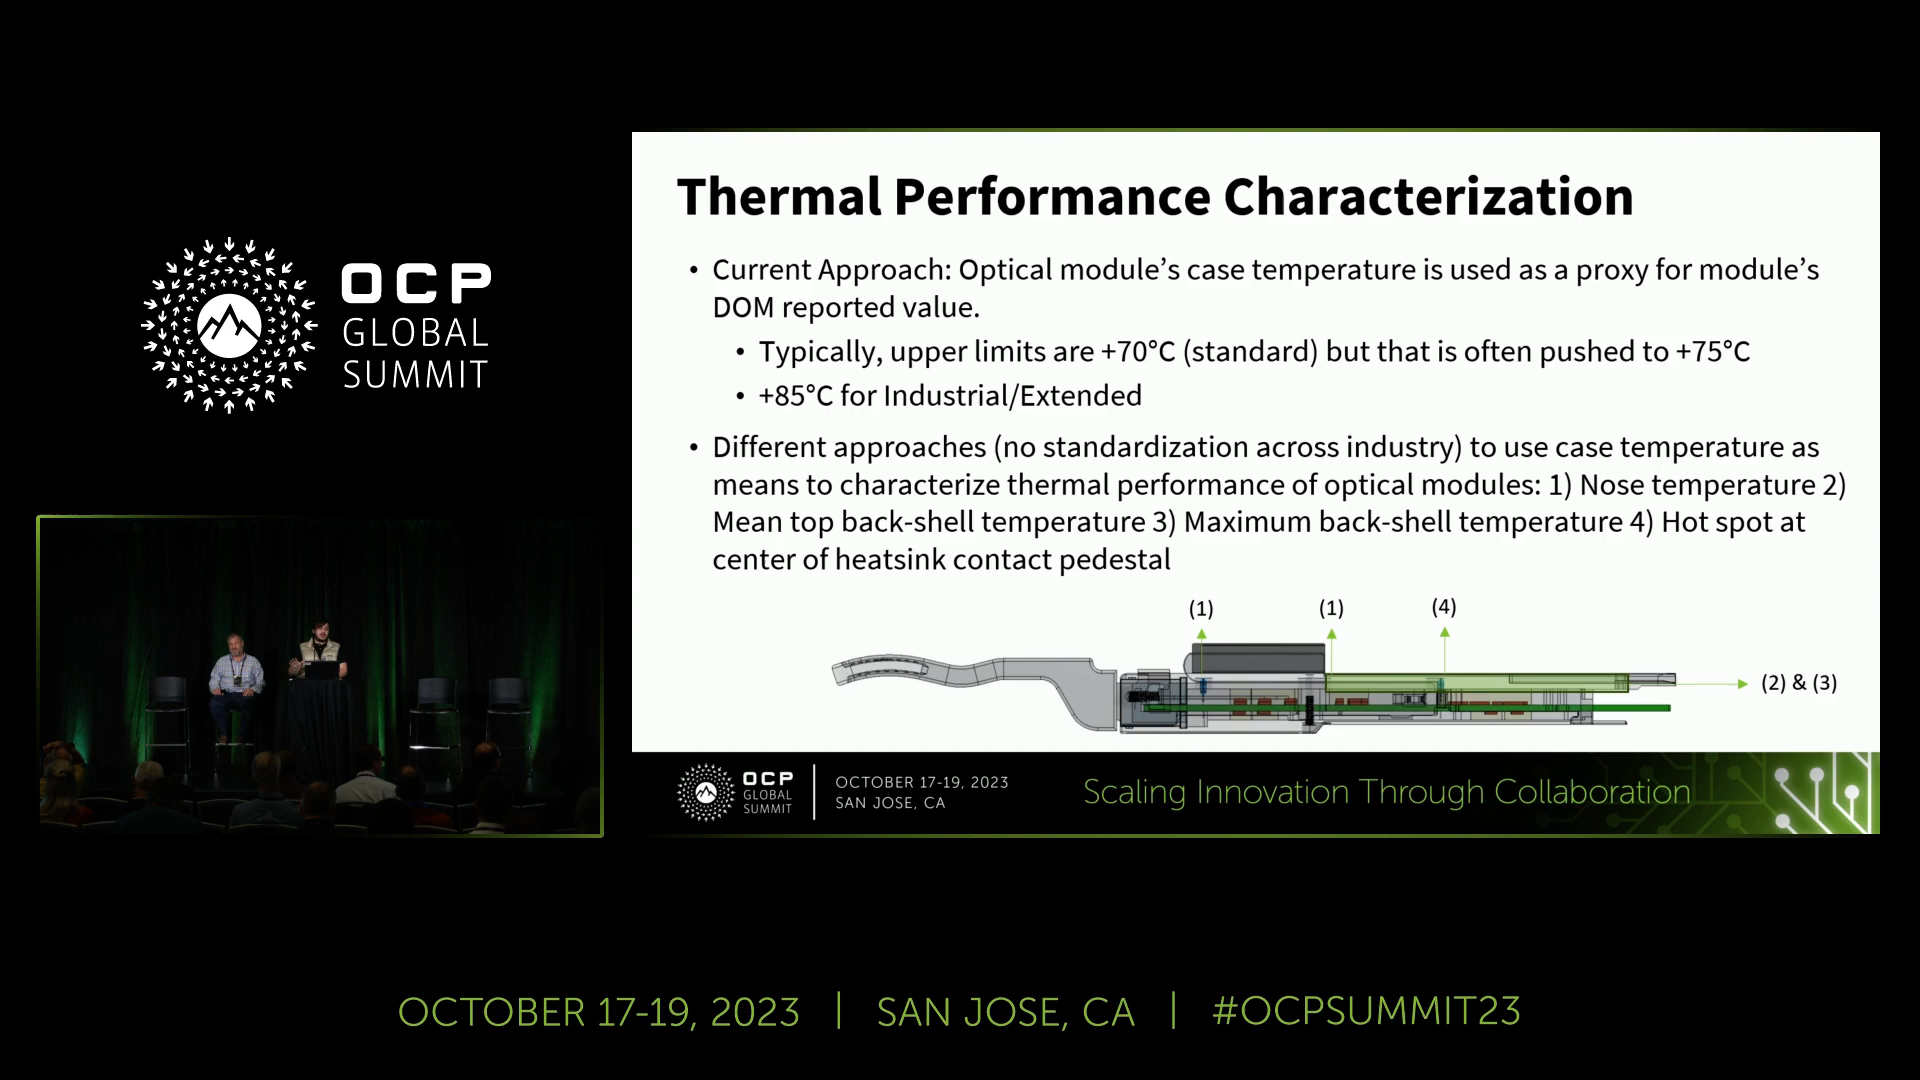 OCP
GLOBAL
SUMMIT
Thermal Performance Characterization
• Current Approach: Optical module’s case temperature is used as a proxy for module’s
DOM reported value.
• Typically, upper limits are +70°C (standard) but that is often pushed to +75°C
• +85°C for Industrial/Extended
• Different approaches (no standardization across industry) to use case temperature as
means to characterize thermal performance of optical modules: 1) Nose temperature 2)
Mean top back-shell temperature 3) Maximum back-shell temperature 4) Hot spot at
center of heatsink contact pedestal
(1) (1) (4)
(2) & (3)
OCP
GLOBAL
SUMMIT
OCTOBER 17-19, 2023
SAN JOSE, CA
Scaling Innovation Through Collaboration
OCTOBER 17-19, 2023 | SAN JOSE, CA | #OCPSUMMIT23